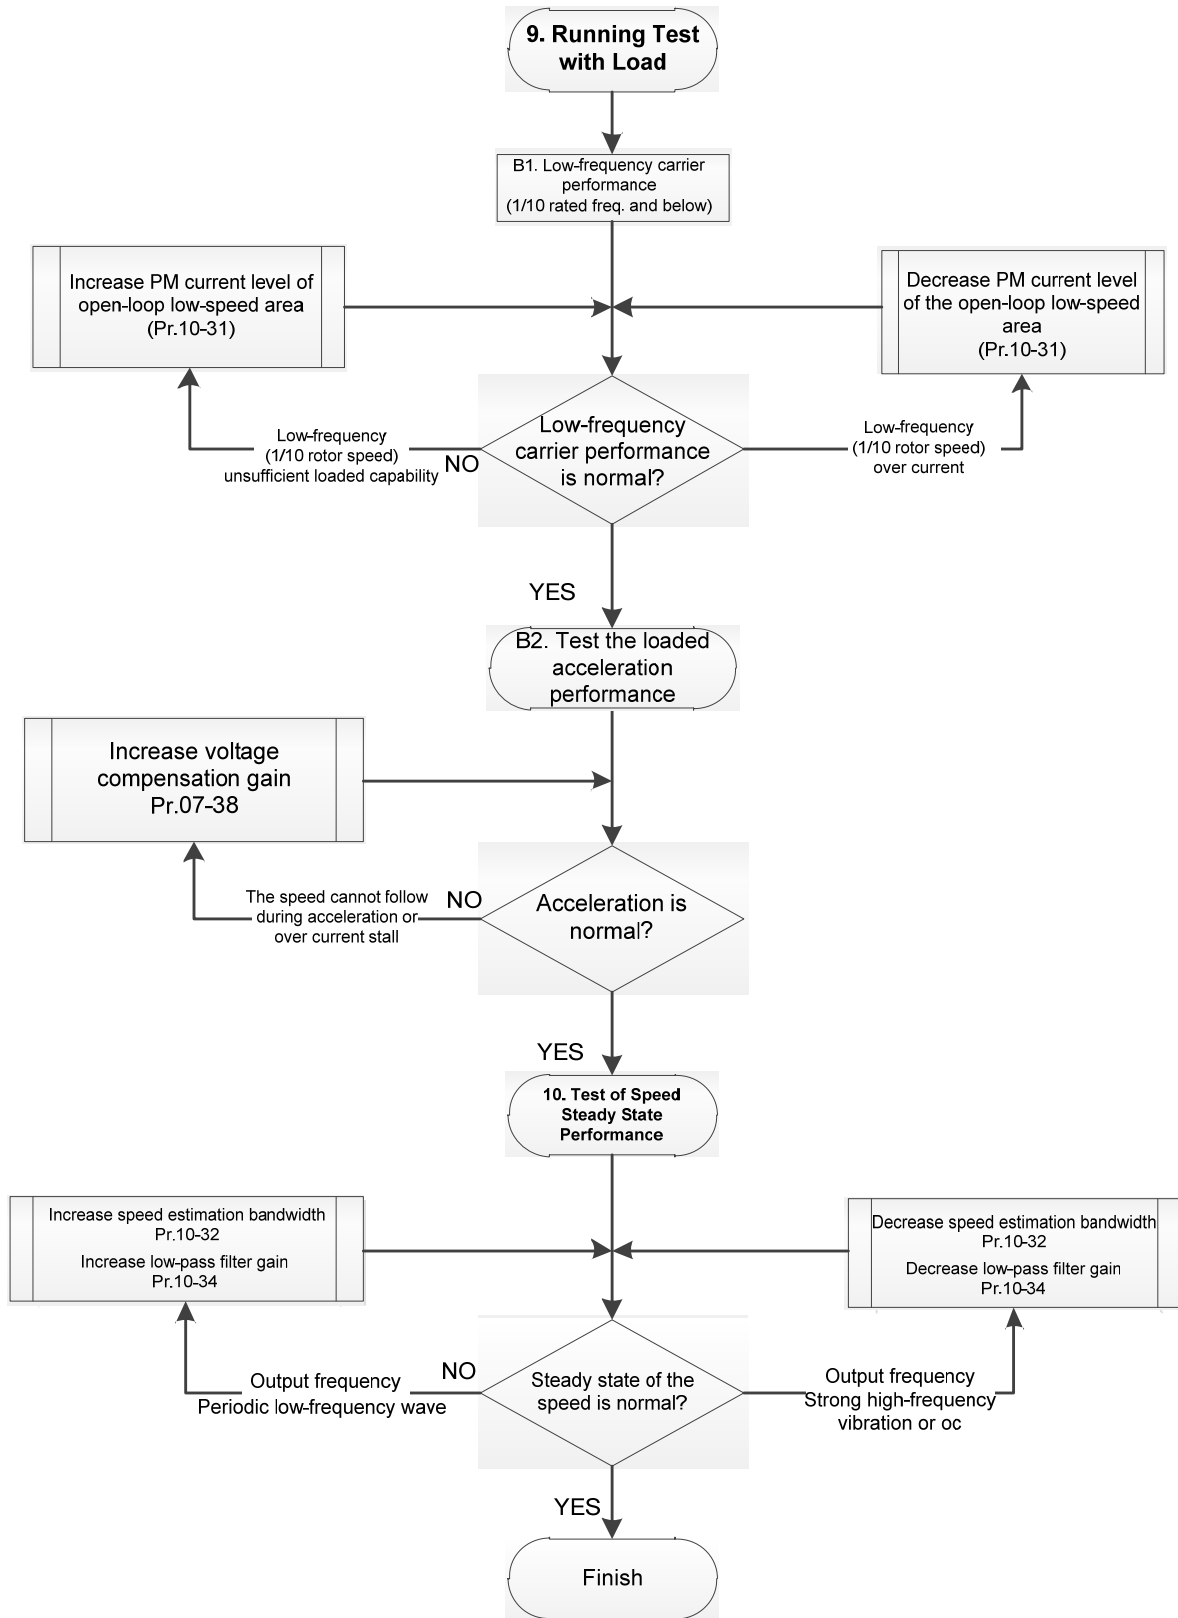 9. Running Test
with Load
B1. Low-frequency carrier
performance
(1/10 rated freq. and below)
Increase PM current level of
open-loop low-speed area
(Pr.10-31)
Decrease PM current level
of the open-loop low-speed
area
(Pr.10-31)
Low-frequency
carrier performance
is normal?
Low-frequency
(1/10 rotor speed)
unsufficient loaded capability
NO
Low-frequency
(1/10 rotor speed)
over current
YES
B2. Test the loaded
acceleration
performance
Increase voltage
compensation gain
Pr.07-38
The speed cannot follow
during acceleration or
over current stall
NO
Acceleration is
normal?
YES
10. Test of Speed
Steady State
Performance
Increase speed estimation bandwidth
Pr.10-32
Increase low-pass filter gain
Pr.10-34
Decrease speed estimation bandwidth
Pr.10-32
Decrease low-pass filter gain
Pr.10-34
Output frequency
Periodic low-frequency wave
NO
Steady state of the
speed is normal?
Output frequency
Strong high-frequency
vibration or oc
YES
Finish